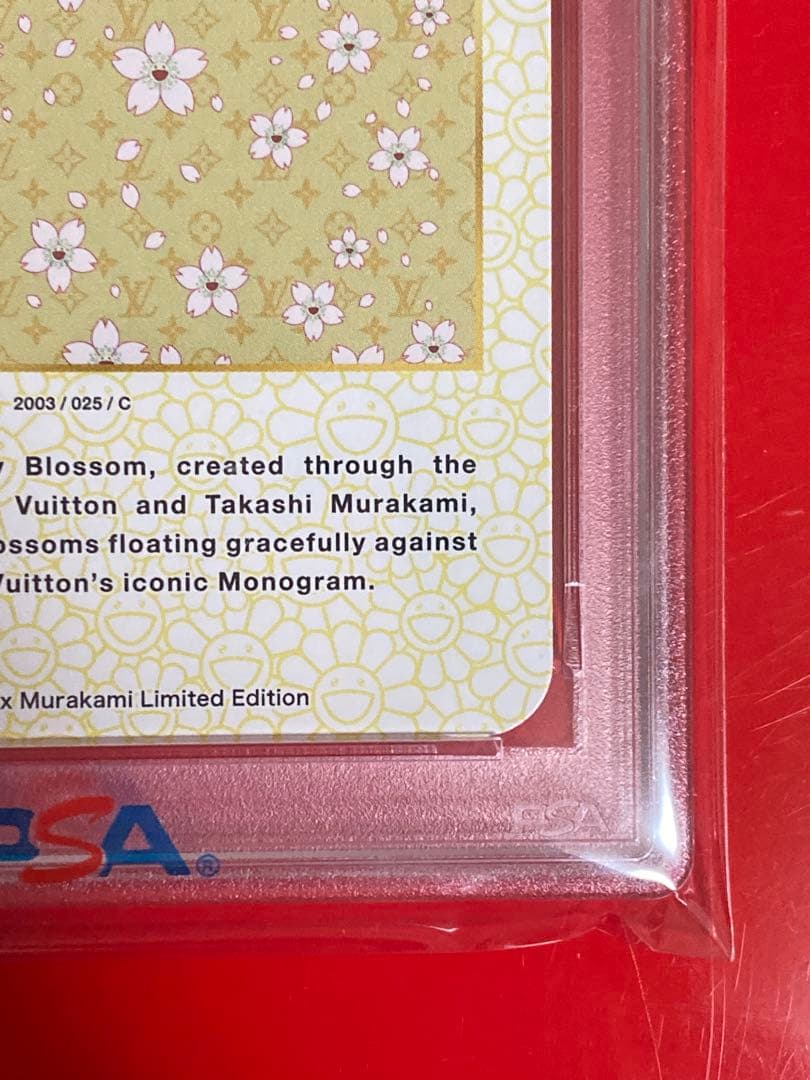 2003 / 025 / C
Blossom, created through the
Vuitton and Takashi Murakami,
ossoms floating gracefully against
uitton's iconic Monogram.
x Murakami Limited Edition
PSA
PSA®